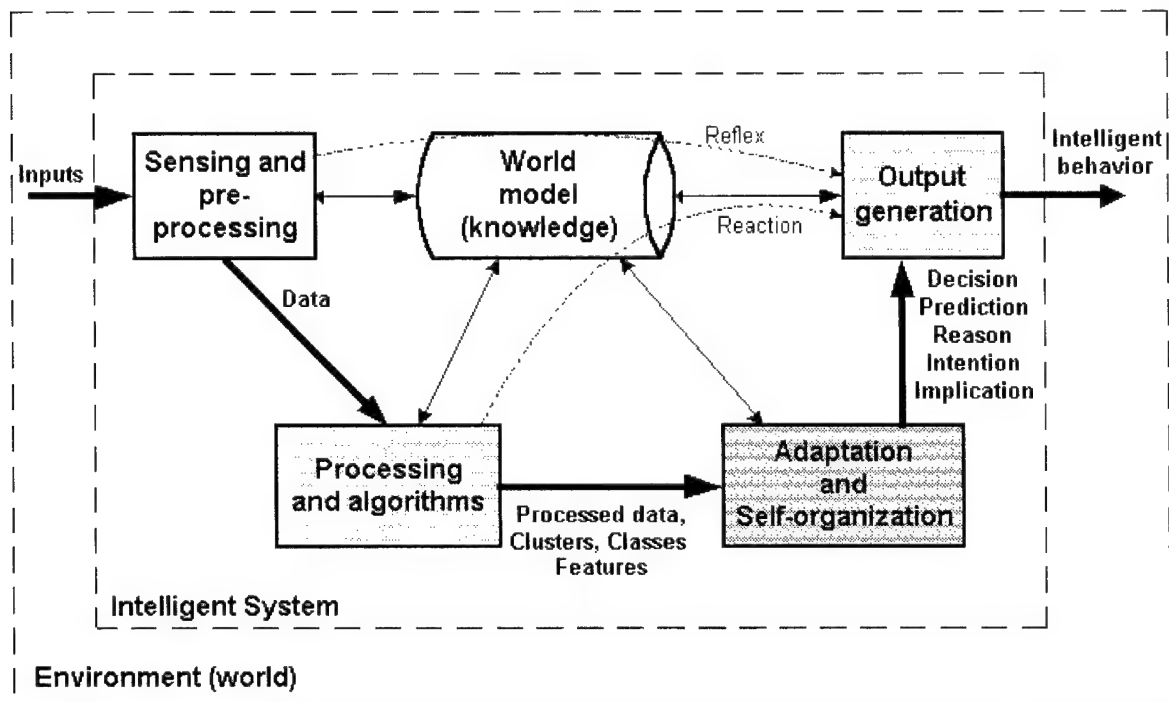 Inputs
Sensing and
pre-
processing
World
model
(knowledge)
Reflex
Reaction
Output
generation
Intelligent
behavior
Data
Decision
Prediction
Reason
Intention
Implication
Processing
and algorithms
Processed data,
Clusters, Classes
Features
Adaptation
and
Self-organization
Intelligent System
Environment (world)